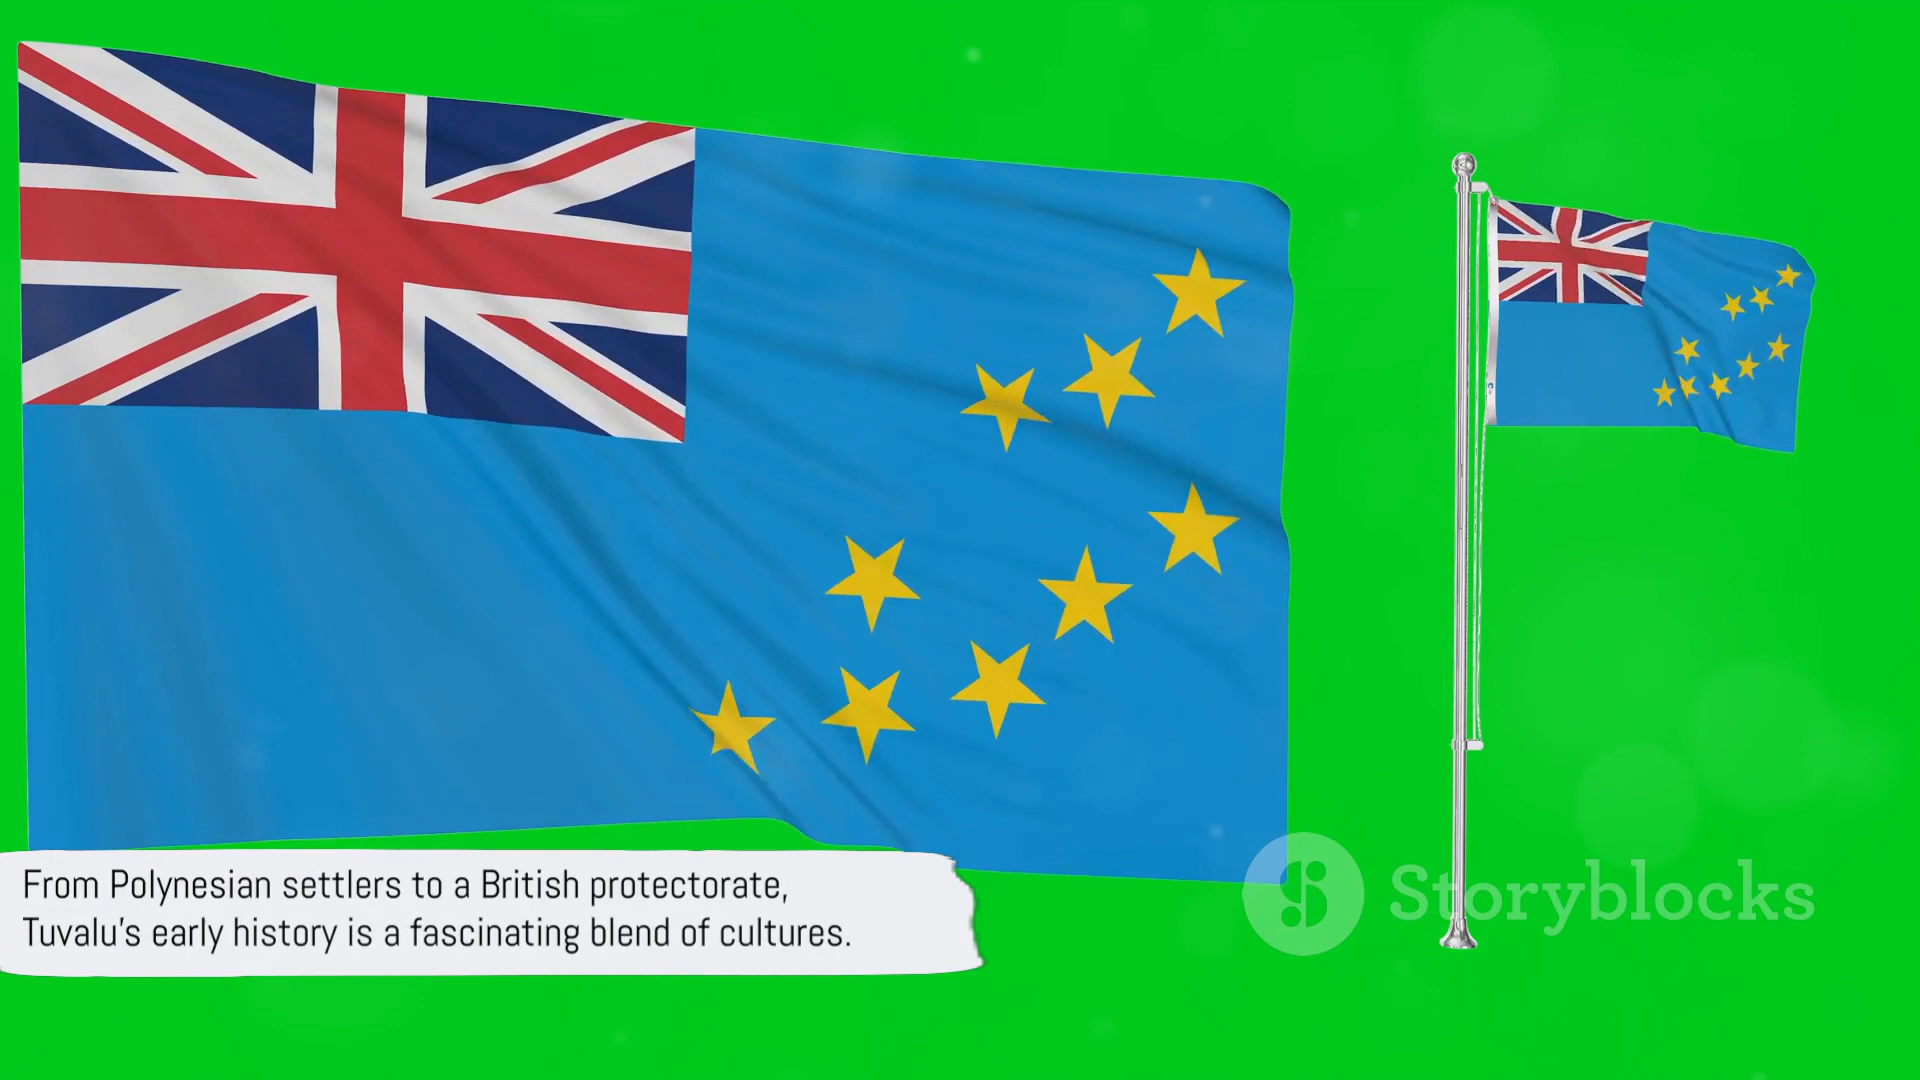 From Polynesian settlers to a British protectorate,
Tuvalu's early history is a fascinating blend of cultures.
Storyblocks